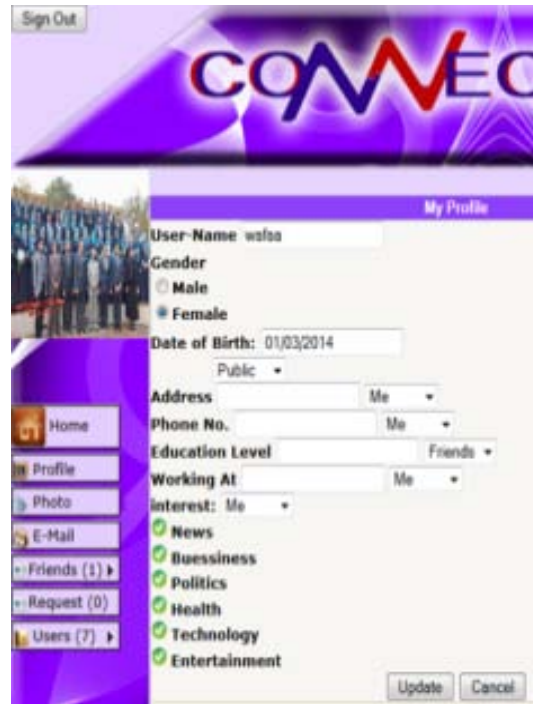 Sign Out
CONNEC
My Profile
User-Name wafaa
Gender
Male
Female
Date of Birth: 01/03/2014
Public
Address Me
Phone No. Me
Education Level Friends
Working At Me
interest: Me
News
Buessiness
Politics
Health
Technology
Entertainment
Update Cancel
Home
Profile
Photo
E-Mail
Friends (1)
Request (0)
Users (7)